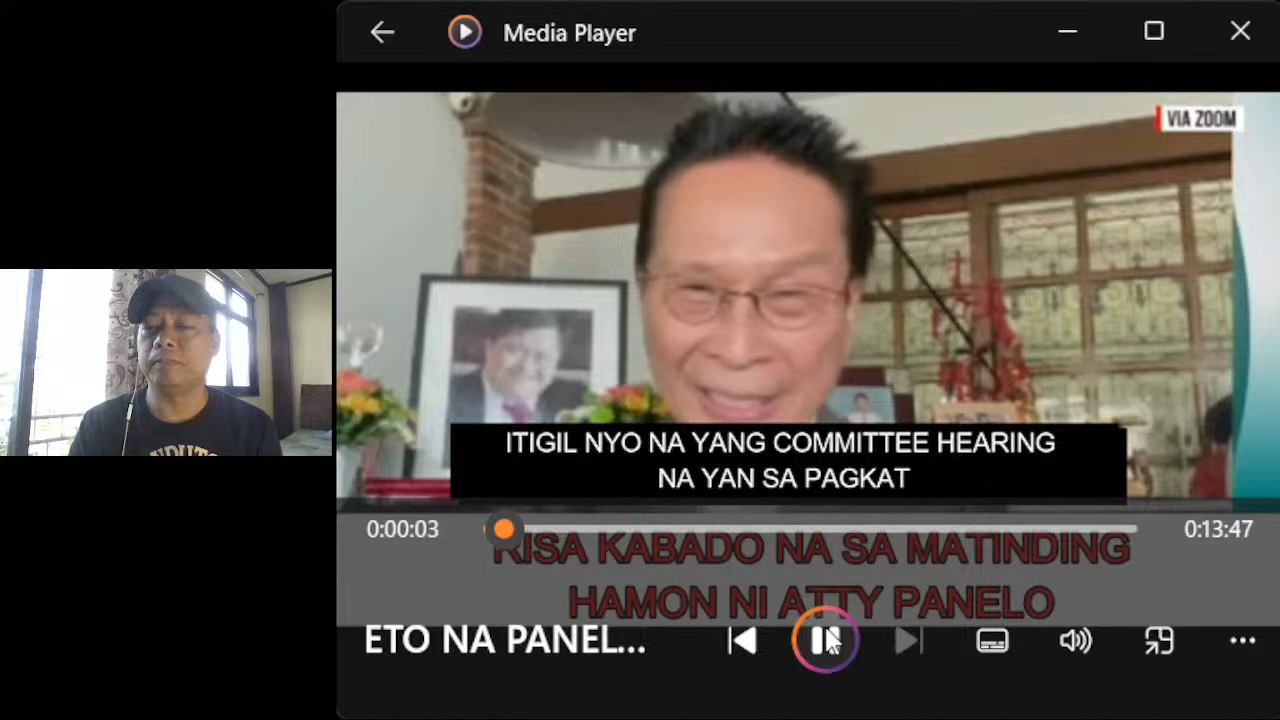 Media Player
VIA ZOOM
ITIGIL NYO NA YANG COMMITTEE HEARING
NA YAN SA PAGKAT
0:00:03
0:13:47
RISA KABADO NA SA MATINDING
HAMON NI ATTY PANELO
ETO NA PANEL...